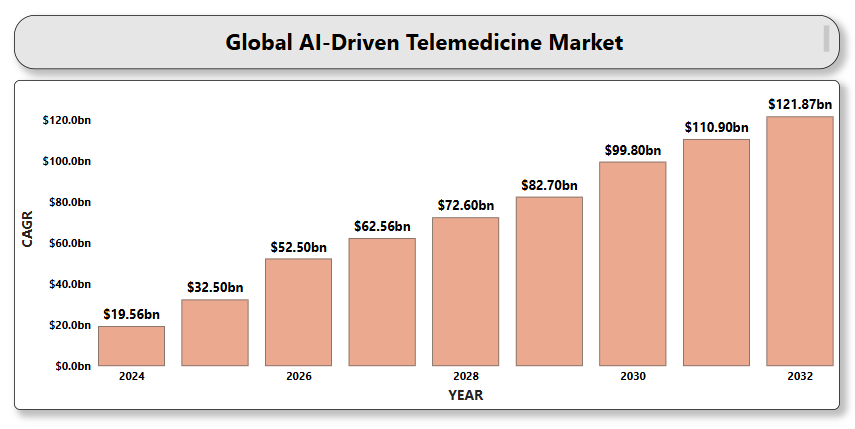 Global AI-Driven Telemedicine Market
$120.0bn
$100.0bn
$80.0bn
$60.0bn
$40.0bn
$20.0bn
$0.0bn
CAGR
$19.56bn
$32.50bn
$52.50bn
$62.56bn
$72.60bn
$82.70bn
$99.80bn
$110.90bn
$121.87bn
2024
2026
2028
2030
2032
YEAR